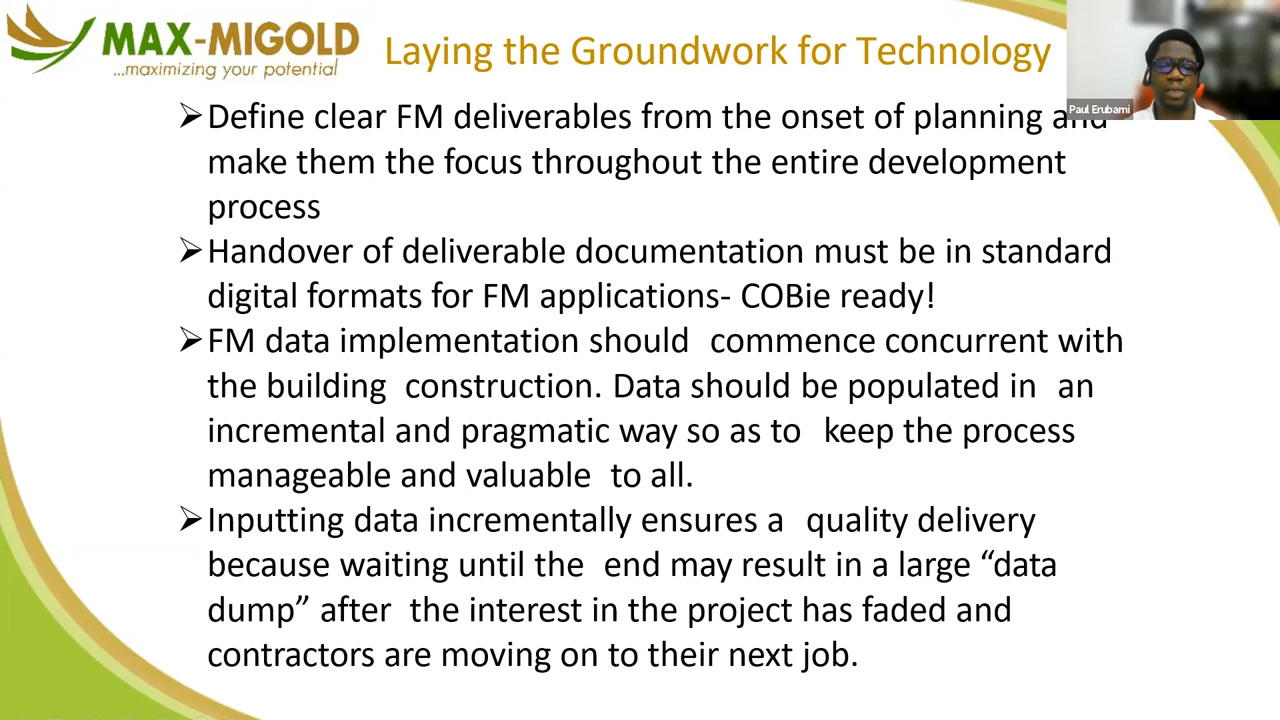 MAX-MIGOLD
...maximizing your potential
Laying the Groundwork for Technology
Paul Erubami
➢Define clear FM deliverables from the onset of planning and
make them the focus throughout the entire development
process
➢Handover of deliverable documentation must be in standard
digital formats for FM applications- COBie ready!
➢FM data implementation should commence concurrent with
the building construction. Data should be populated in an
incremental and pragmatic way so as to keep the process
manageable and valuable to all.
➢Inputting data incrementally ensures a quality delivery
because waiting until the end may result in a large “data
dump” after the interest in the project has faded and
contractors are moving on to their next job.